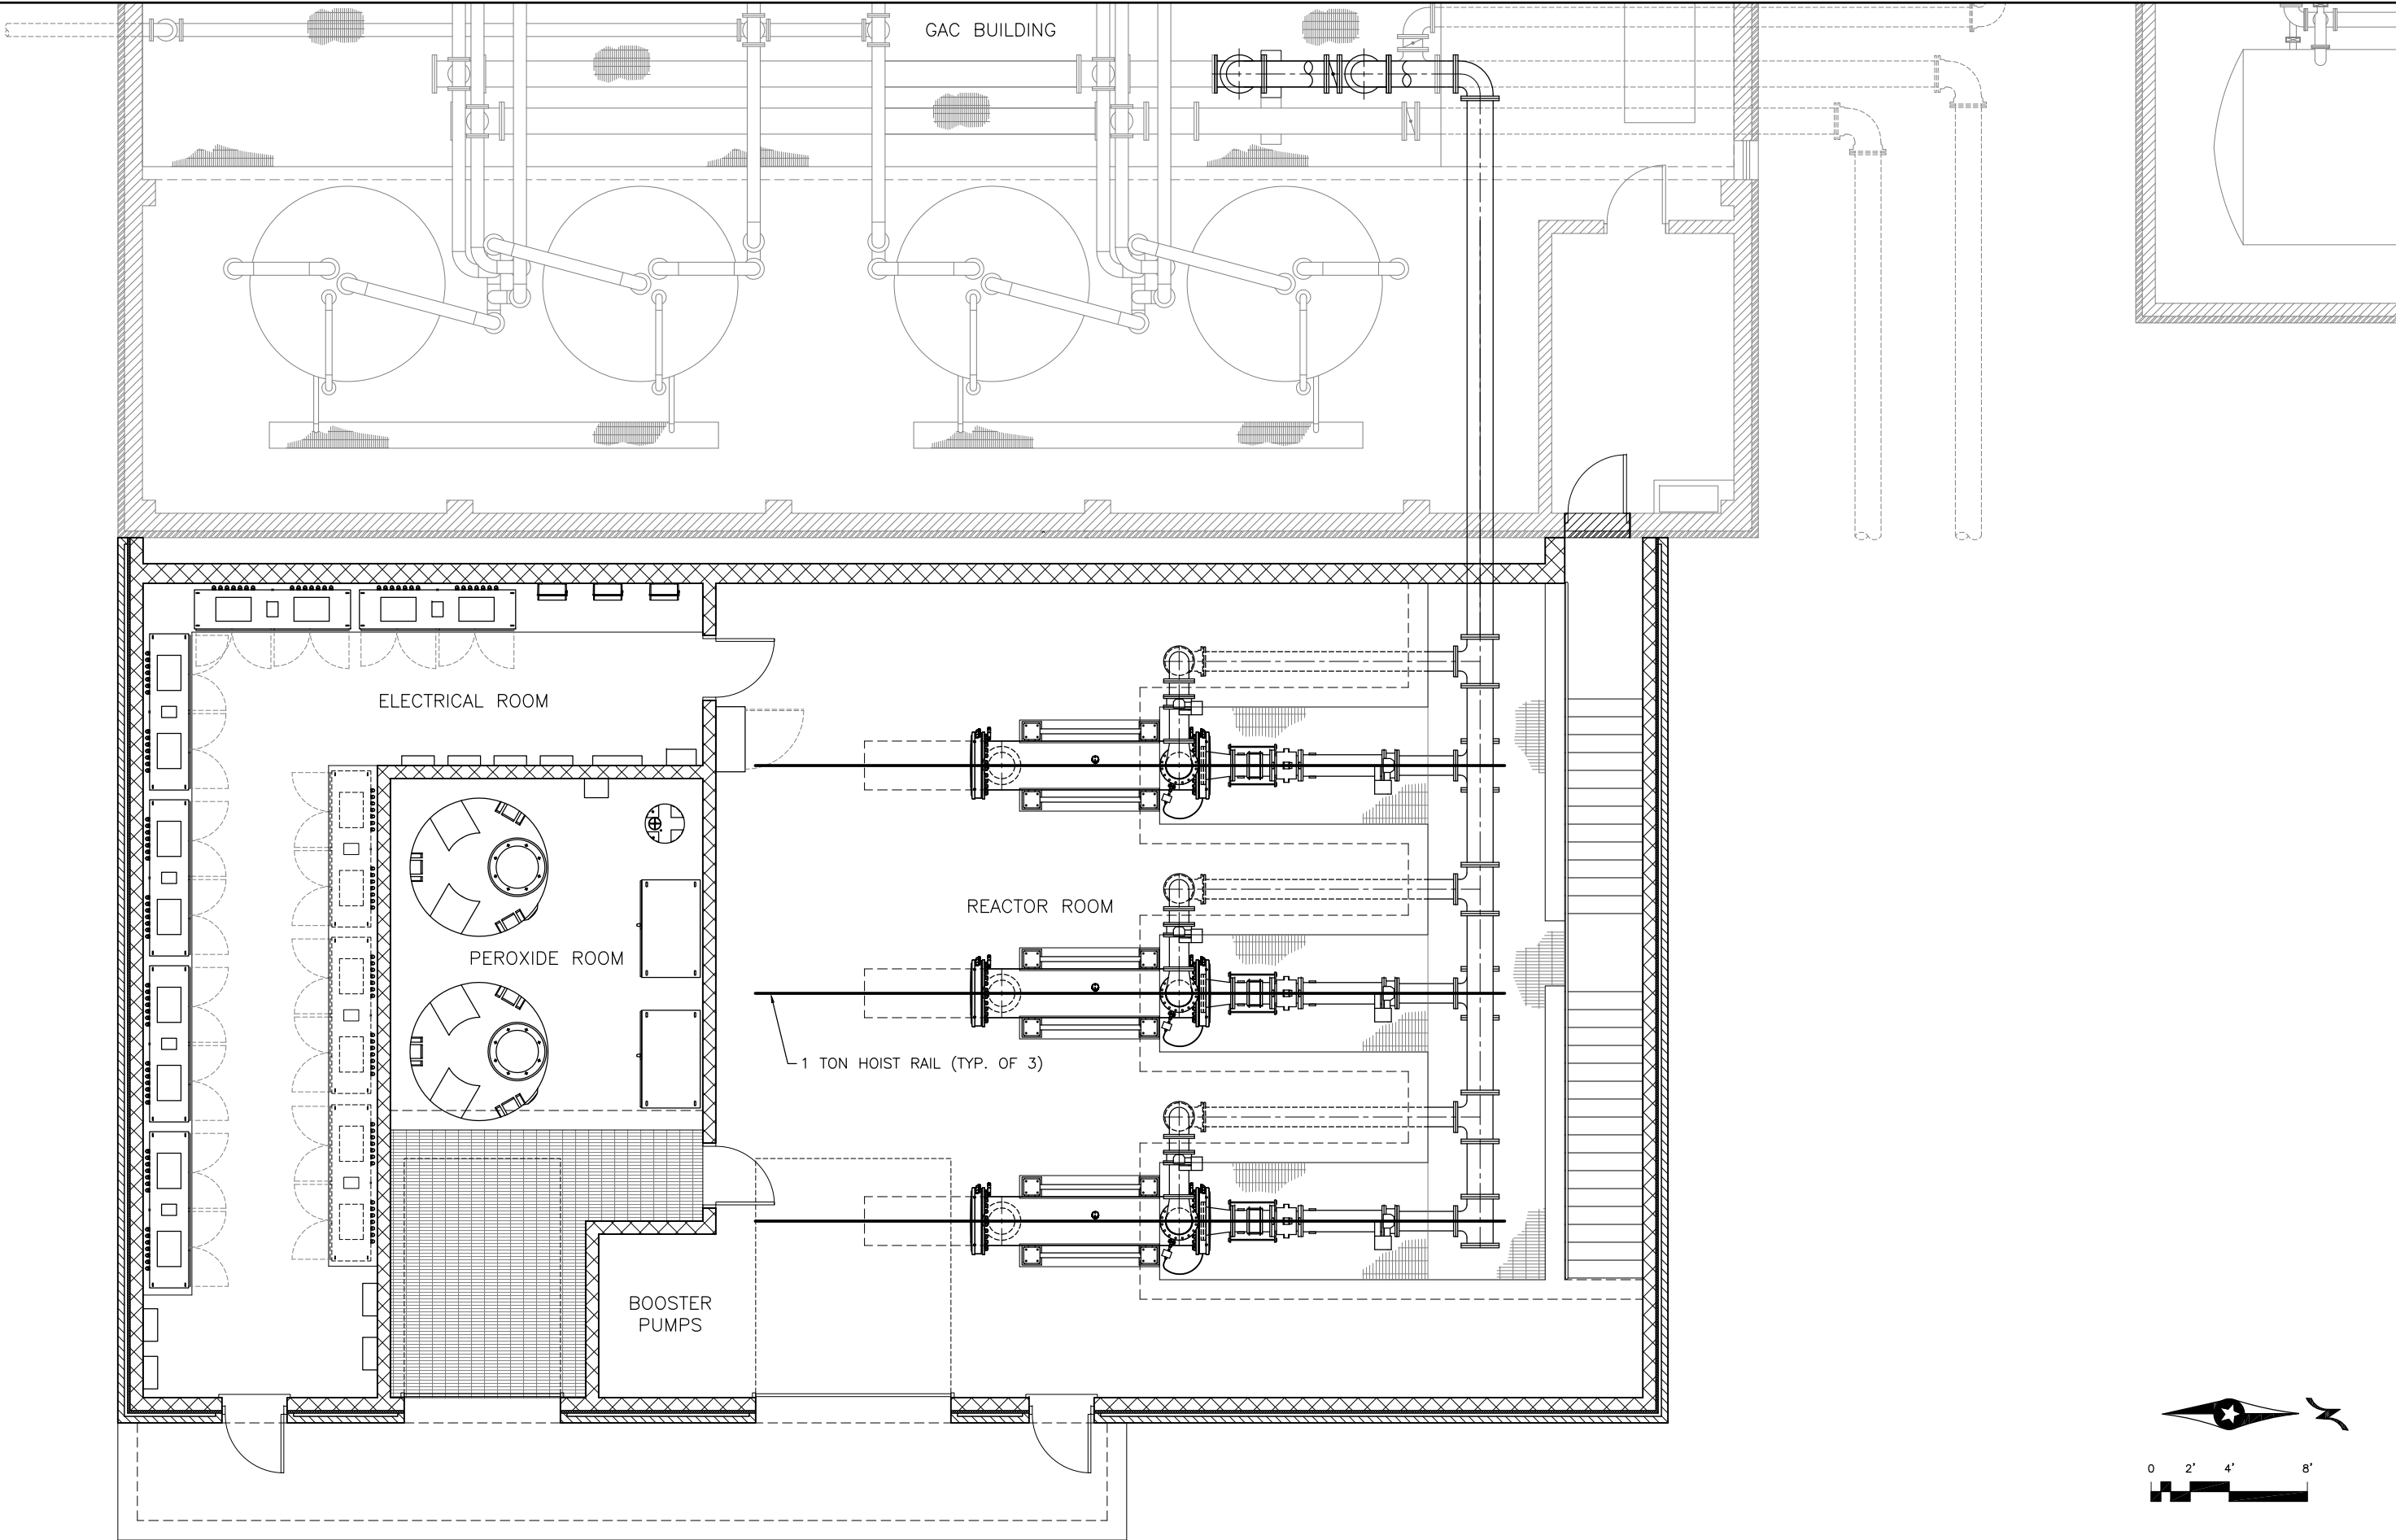 GAC BUILDING
ELECTRICAL ROOM
REACTOR ROOM
PEROXIDE ROOM
1 TON HOIST RAIL (TYP. OF 3)
BOOSTER
PUMPS
N
0 2' 4' 8'